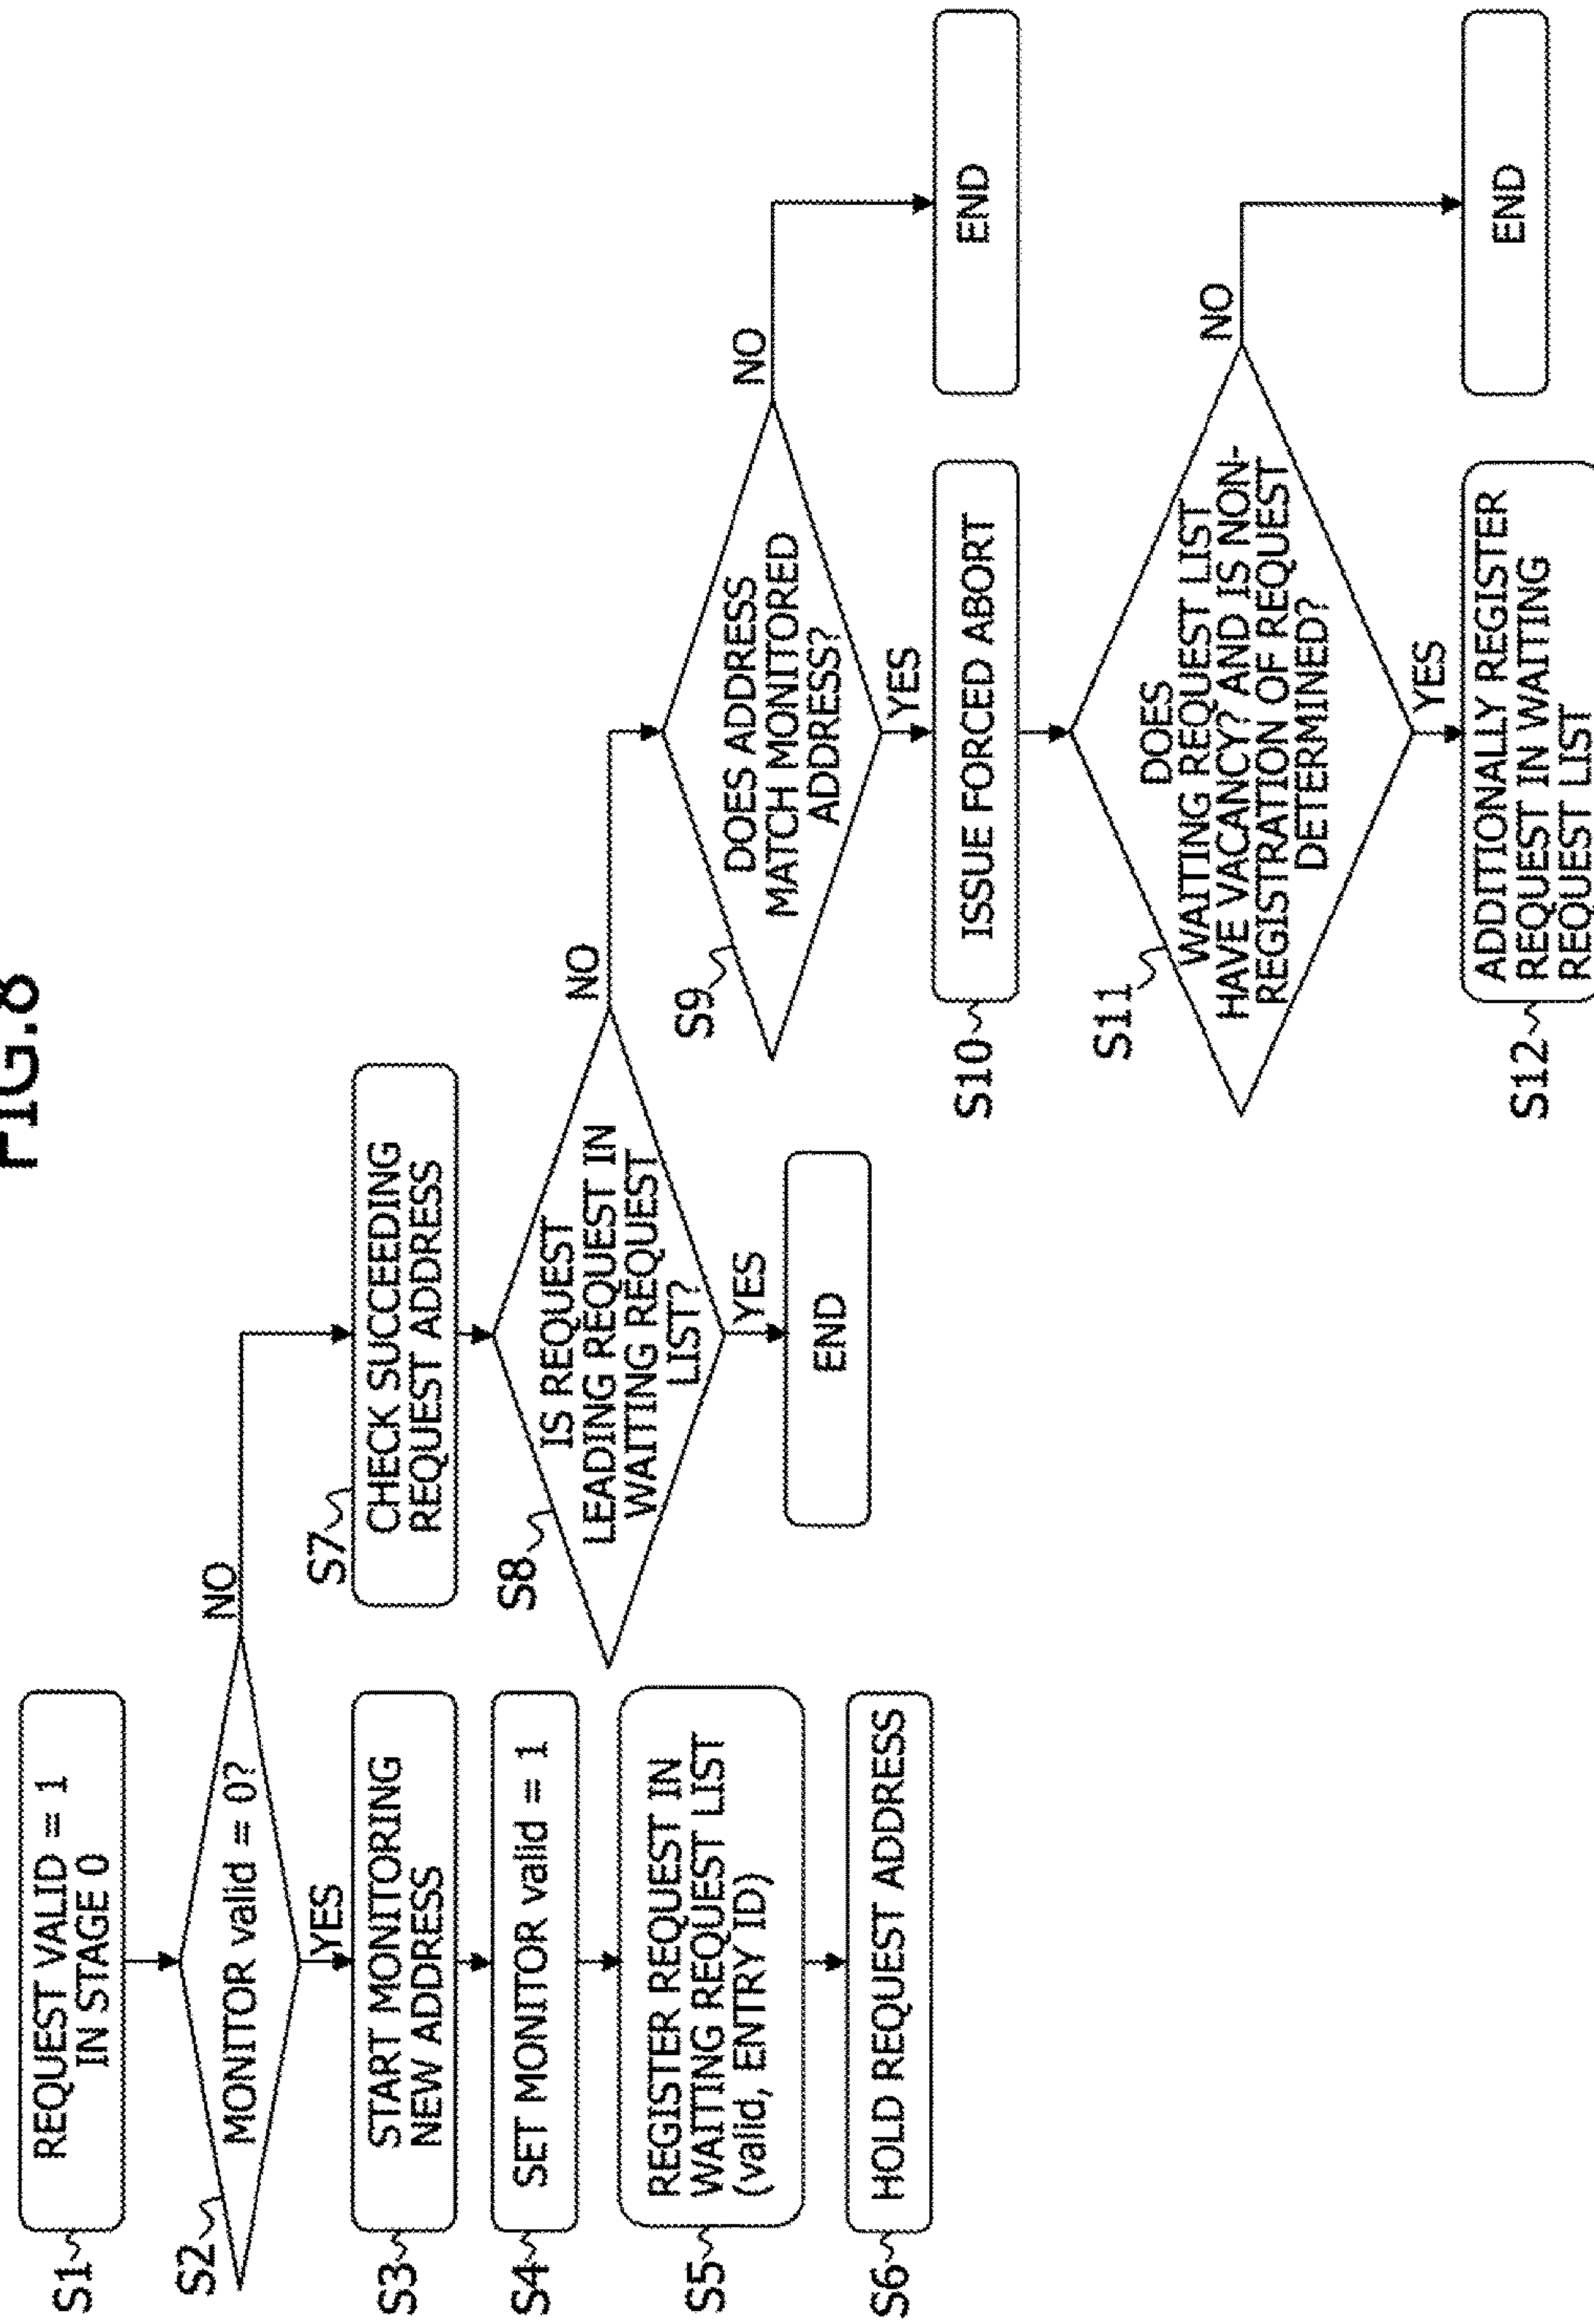 FIG.8
S1
REQUEST VALID = 1
IN STAGE 0
S2
MONITOR valid = 0?
NO
YES
S3
START MONITORING
NEW ADDRESS
S4
SET MONITOR valid = 1
S5
REGISTER REQUEST IN
WAITING REQUEST LIST
(valid, ENTRY ID)
S6
HOLD REQUEST ADDRESS
S7
CHECK SUCCEEDING
REQUEST ADDRESS
S8
IS REQUEST
LEADING REQUEST IN
WAITING REQUEST
LIST?
NO
YES
END
S9
DOES ADDRESS
MATCH MONITORED
ADDRESS?
NO
YES
END
S10
ISSUE FORCED ABORT
S11
DOES
WAITING REQUEST LIST
HAVE VACANCY? AND IS NON-
REGISTRATION OF REQUEST
DETERMINED?
NO
YES
END
S12
ADDITIONALLY REGISTER
REQUEST IN WAITING
REQUEST LIST